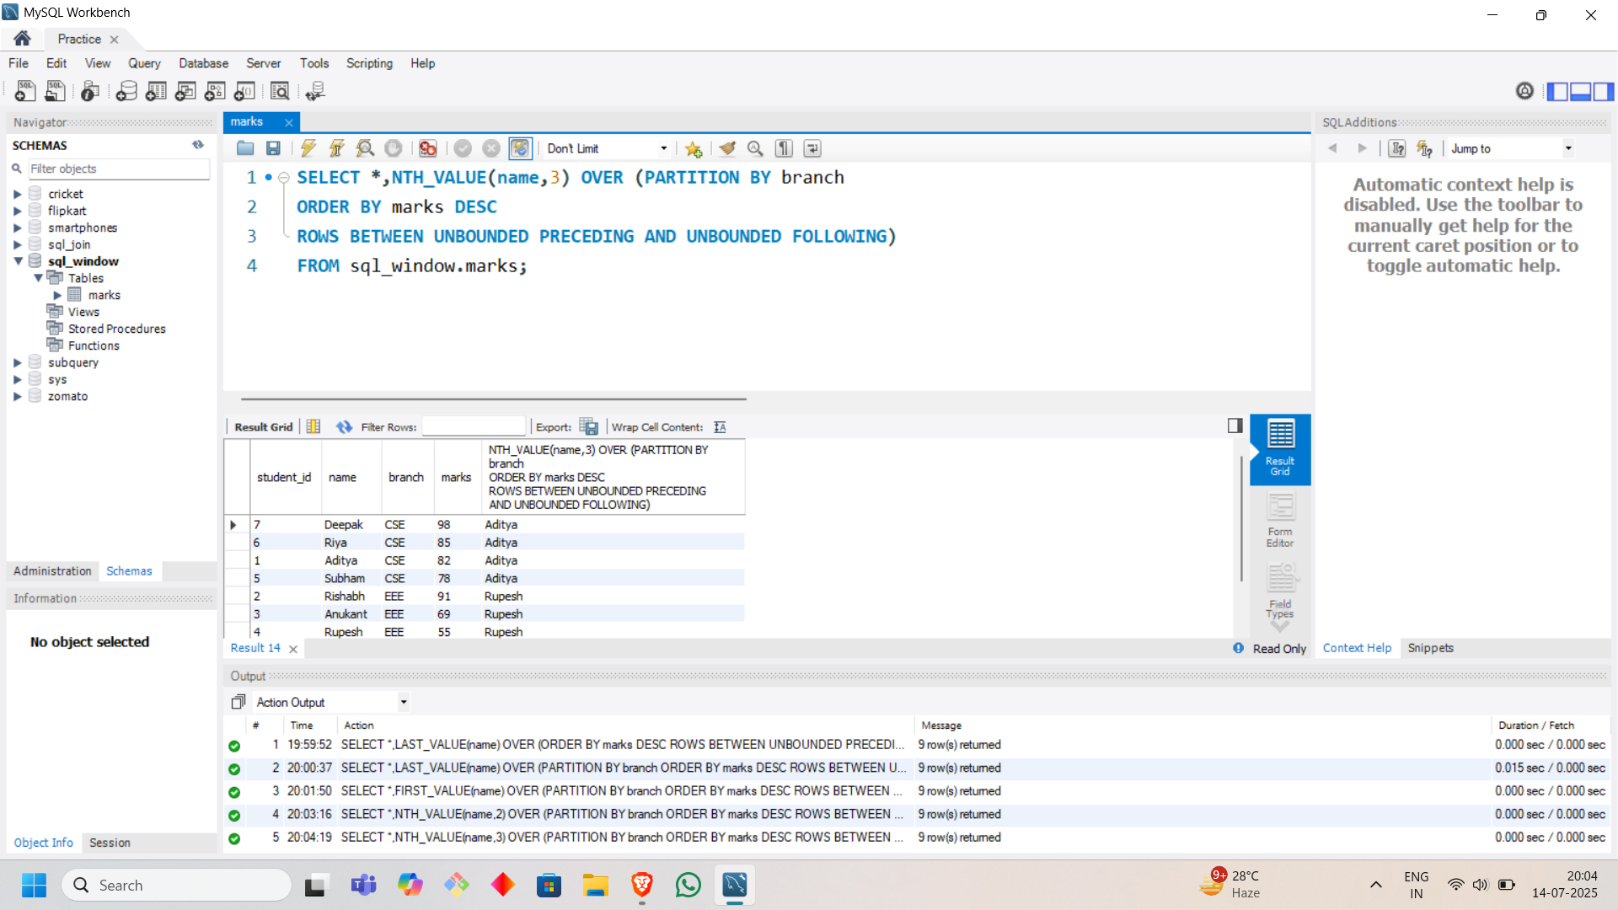 MySQL Workbench
Practice
File Edit View Query Database Server Tools Scripting Help
Navigator
SCHEMAS
Filter objects
cricket
flipkart
smartphones
sql_join
sql_window
Tables
marks
Views
Stored Procedures
Functions
subquery
sys
zomato
Administration Schemas
Information
No object selected
Object Info Session
marks
Don't Limit
1 SELECT *,NTH_VALUE(name,3) OVER (PARTITION BY branch
2 ORDER BY marks DESC
3 ROWS BETWEEN UNBOUNDED PRECEDING AND UNBOUNDED FOLLOWING)
4 FROM sql_window.marks;
Result Grid Filter Rows: Export: Wrap Cell Content:
student_id name branch marks NTH_VALUE(name,3) OVER (PARTITION BY
branch
ORDER BY marks DESC
ROWS BETWEEN UNBOUNDED PRECEDING
AND UNBOUNDED FOLLOWING)
7 Deepak CSE 98 Aditya
6 Riya CSE 85 Aditya
1 Aditya CSE 82 Aditya
5 Subham CSE 78 Aditya
2 Rishabh EEE 91 Rupesh
3 Anukant EEE 69 Rupesh
4 Rupesh EEE 55 Rupesh
Result 14
Result
Grid
Form
Editor
Field
Types
Read Only
SQLAdditions
Jump to
Automatic context help is
disabled. Use the toolbar to
manually get help for the
current caret position or to
toggle automatic help.
Context Help Snippets
Output
Action Output
# Time Action Message Duration / Fetch
1 19:59:52 SELECT *,LAST_VALUE(name) OVER (ORDER BY marks DESC ROWS BETWEEN UNBOUNDED PRECEDI... 9 row(s) returned 0.000 sec / 0.000 sec
2 20:00:37 SELECT *,LAST_VALUE(name) OVER (PARTITION BY branch ORDER BY marks DESC ROWS BETWEEN U... 9 row(s) returned 0.015 sec / 0.000 sec
3 20:01:50 SELECT *,FIRST_VALUE(name) OVER (PARTITION BY branch ORDER BY marks DESC ROWS BETWEEN ... 9 row(s) returned 0.000 sec / 0.000 sec
4 20:03:16 SELECT *,NTH_VALUE(name,2) OVER (PARTITION BY branch ORDER BY marks DESC ROWS BETWEEN ... 9 row(s) returned 0.000 sec / 0.000 sec
5 20:04:19 SELECT *,NTH_VALUE(name,3) OVER (PARTITION BY branch ORDER BY marks DESC ROWS BETWEEN ... 9 row(s) returned 0.000 sec / 0.000 sec
Search
9+
28°C
Haze
ENG
IN
20:04
14-07-2025